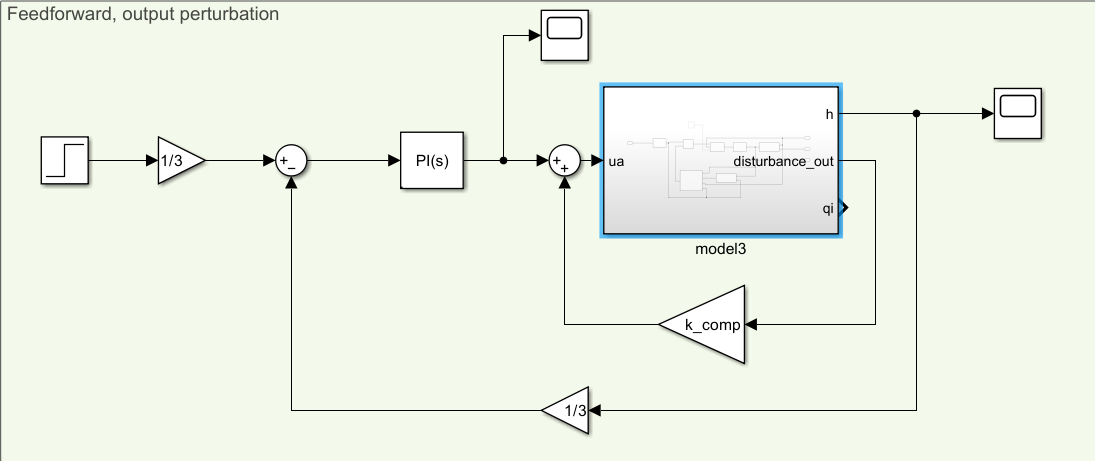 Feedforward, output perturbation
1/3
+
−
PI(s)
+
+
ua
h
disturbance_out
qi
model3
k_comp
1/3